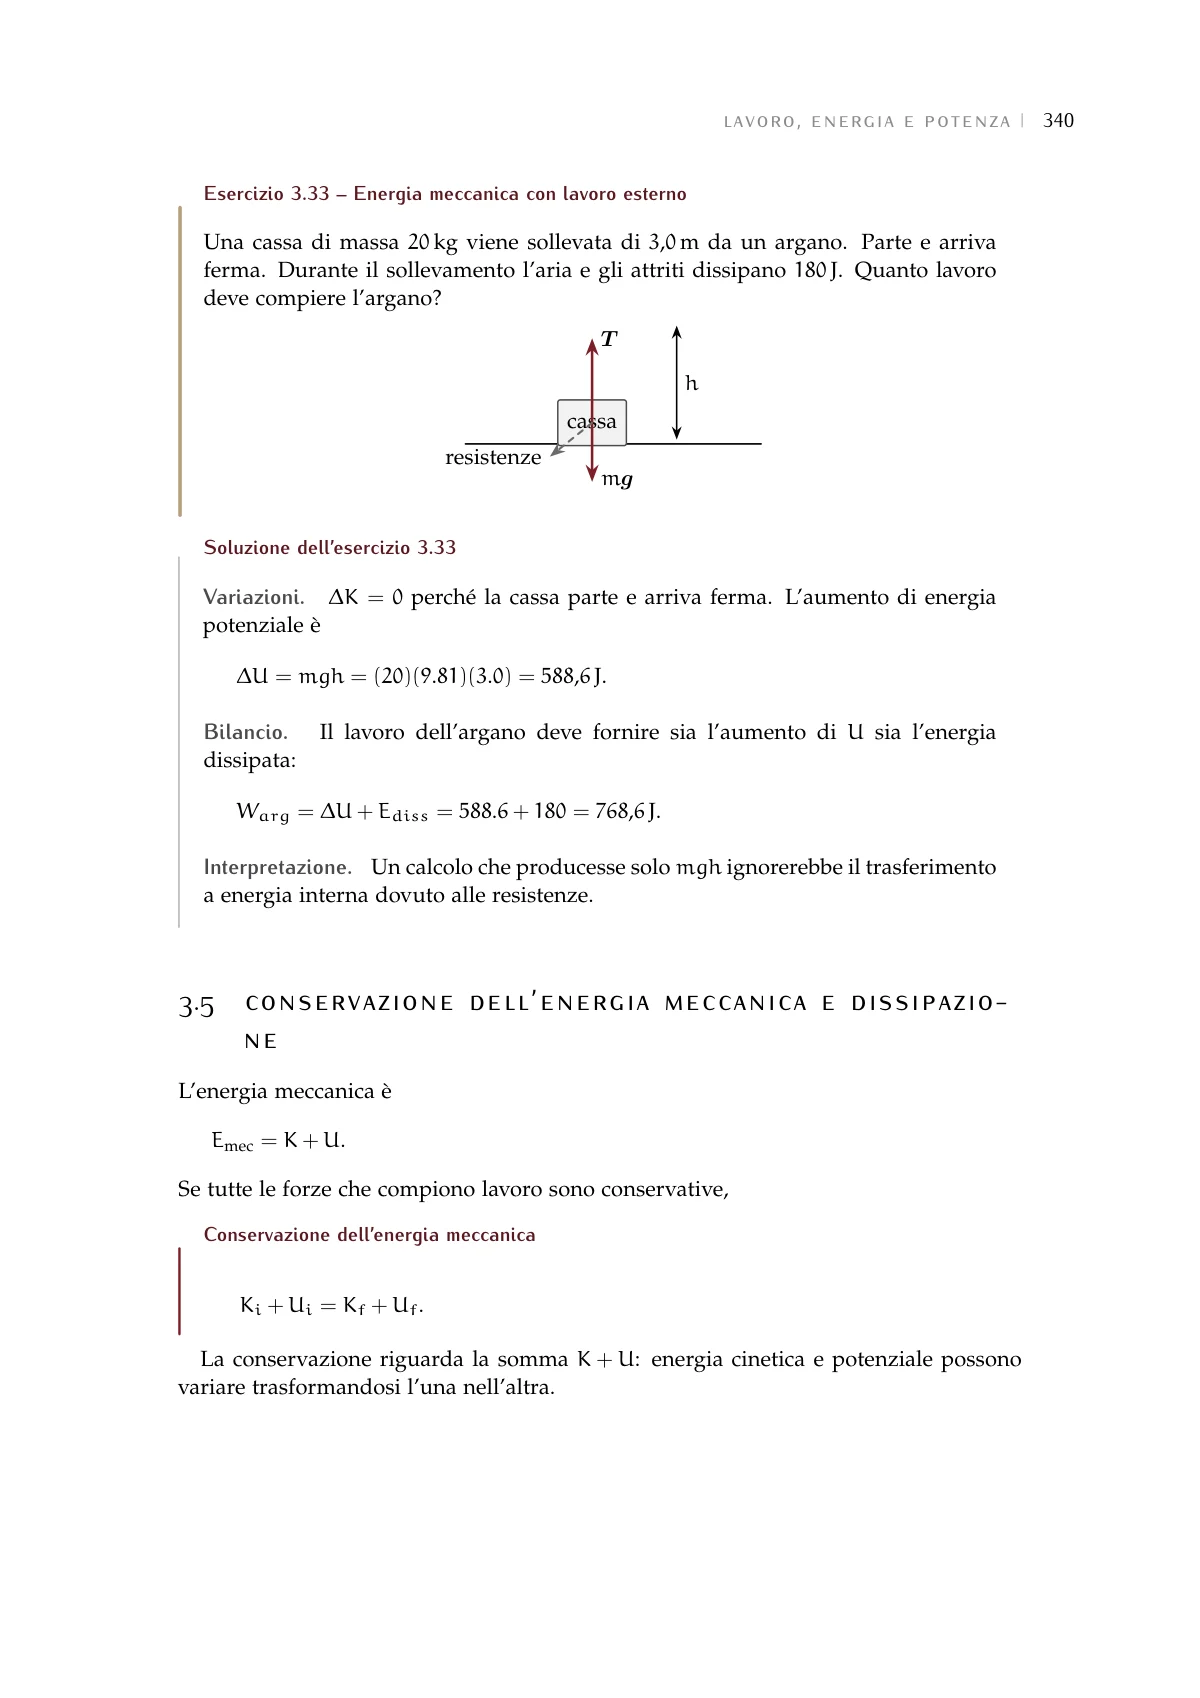 LAVORO, ENERGIA E POTENZA | 340
Esercizio 3.33 – Energia meccanica con lavoro esterno
Una cassa di massa 20 kg viene sollevata di 3,0 m da un argano. Parte e arriva
ferma. Durante il sollevamento l'aria e gli attriti dissipano 180 J. Quanto lavoro
deve compiere l'argano?
T
h
cassa
resistenze
mg
Soluzione dell'esercizio 3.33
Variazioni. ΔK = 0 perché la cassa parte e arriva ferma. L'aumento di energia
potenziale è
ΔU = mgh = (20)(9.81)(3.0) = 588,6 J.
Bilancio. Il lavoro dell'argano deve fornire sia l'aumento di U sia l'energia
dissipata:
W_arg = ΔU + E_diss = 588.6 + 180 = 768,6 J.
Interpretazione. Un calcolo che producesse solo mgh ignorerebbe il trasferimento
a energia interna dovuto alle resistenze.
3.5 CONSERVAZIONE DELL'ENERGIA MECCANICA E DISSIPAZIO-
NE
L'energia meccanica è
E_mec = K + U.
Se tutte le forze che compiono lavoro sono conservative,
Conservazione dell'energia meccanica
K_i + U_i = K_f + U_f.
La conservazione riguarda la somma K + U: energia cinetica e potenziale possono
variare trasformandosi l'una nell'altra.